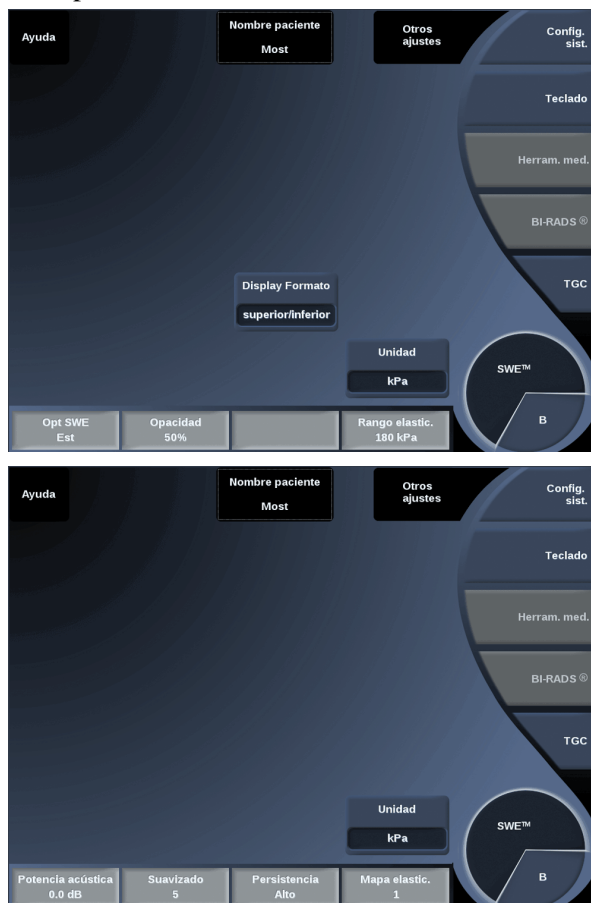 Ayuda
Nombre paciente
Most
Otros
ajustes
Config.
sist.
Teclado
Herram. med.
BI-RADS ®
TGC
Display Formato
superior/inferior
Unidad
kPa
SWE™
B
Opt SWE
Est
Opacidad
50%
Rango elastic.
180 kPa
Ayuda
Nombre paciente
Most
Otros
ajustes
Config.
sist.
Teclado
Herram. med.
BI-RADS ®
TGC
Unidad
kPa
SWE™
B
Potencia acústica
0.0 dB
Suavizado
5
Persistencia
Alto
Mapa elastic.
1